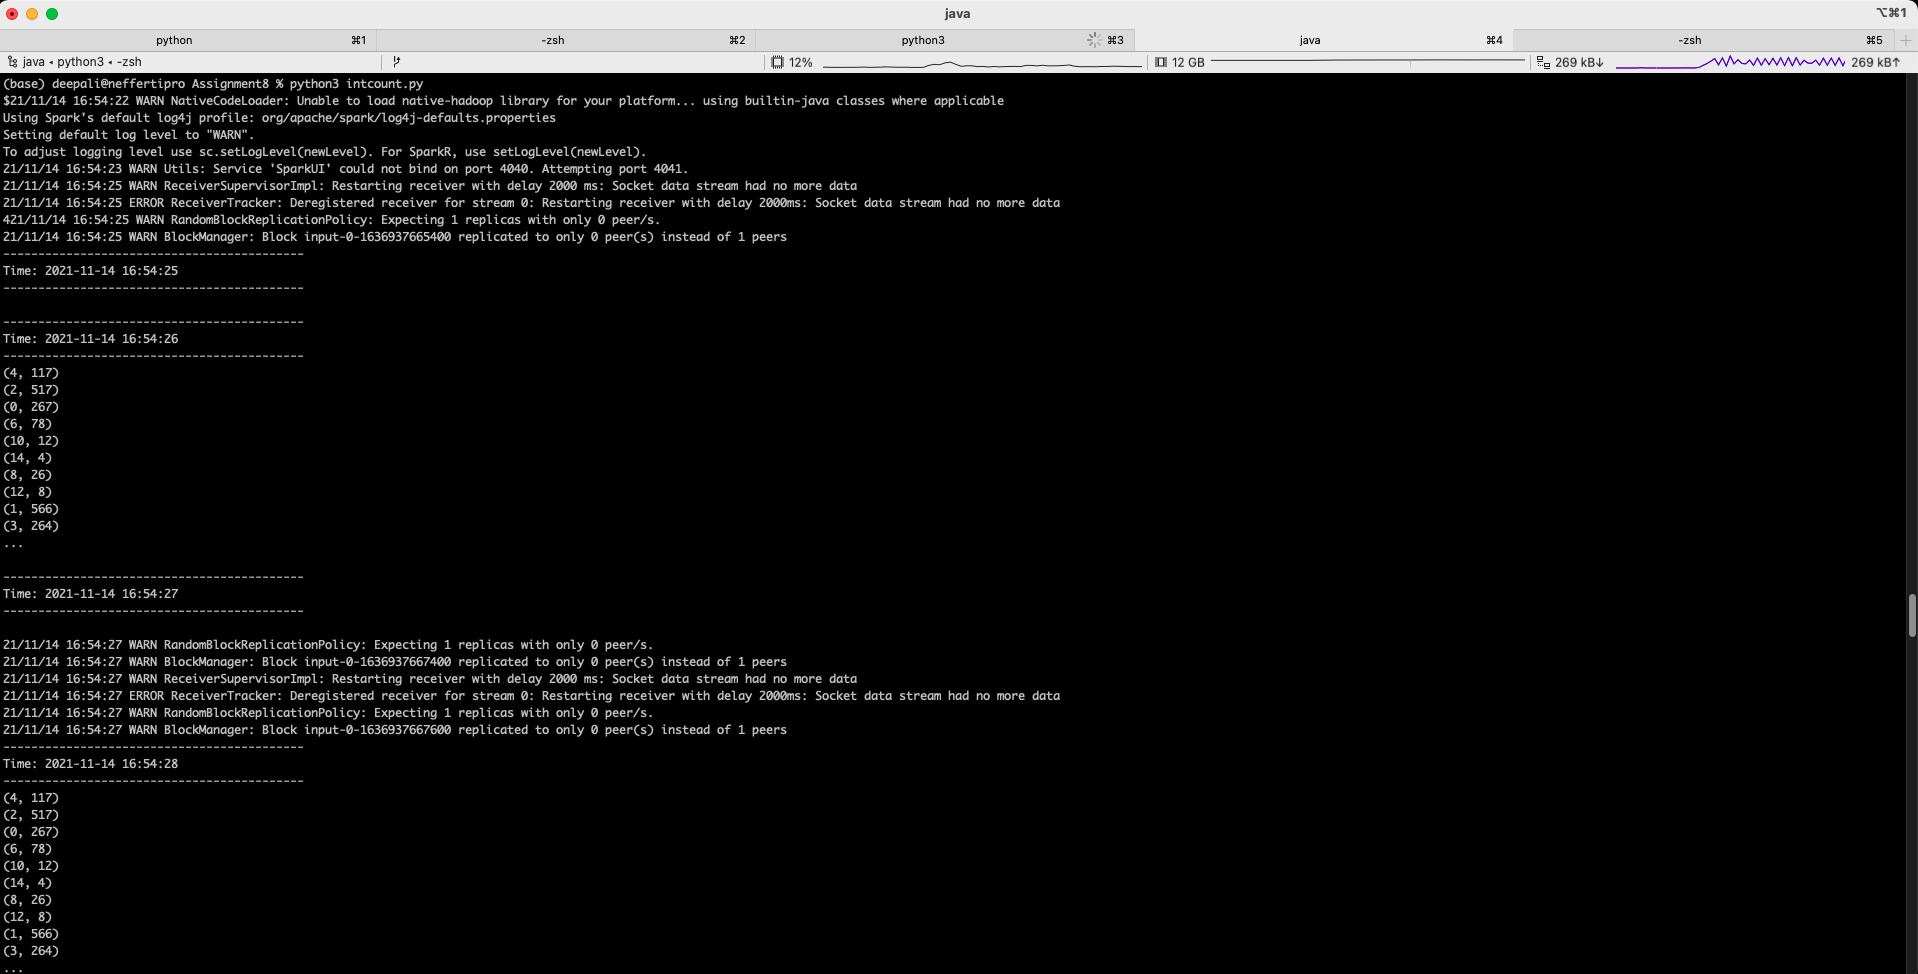 java
⌥⌘1
python ⌘1 -zsh ⌘2 python3 ⌘3 java ⌘4 -zsh ⌘5
java ◂ python3 ◂ -zsh 12% 12 GB 269 kB↓ 269 kB↑
(base) deepali@neffertipro Assignment8 % python3 intcount.py
$21/11/14 16:54:22 WARN NativeCodeLoader: Unable to load native-hadoop library for your platform... using builtin-java classes where applicable
Using Spark's default log4j profile: org/apache/spark/log4j-defaults.properties
Setting default log level to "WARN".
To adjust logging level use sc.setLogLevel(newLevel). For SparkR, use setLogLevel(newLevel).
21/11/14 16:54:23 WARN Utils: Service 'SparkUI' could not bind on port 4040. Attempting port 4041.
21/11/14 16:54:25 WARN ReceiverSupervisorImpl: Restarting receiver with delay 2000 ms: Socket data stream had no more data
21/11/14 16:54:25 ERROR ReceiverTracker: Deregistered receiver for stream 0: Restarting receiver with delay 2000ms: Socket data stream had no more data
421/11/14 16:54:25 WARN RandomBlockReplicationPolicy: Expecting 1 replicas with only 0 peer/s.
21/11/14 16:54:25 WARN BlockManager: Block input-0-1636937665400 replicated to only 0 peer(s) instead of 1 peers
-------------------------------------------
Time: 2021-11-14 16:54:25
-------------------------------------------
-------------------------------------------
Time: 2021-11-14 16:54:26
-------------------------------------------
(4, 117)
(2, 517)
(0, 267)
(6, 78)
(10, 12)
(14, 4)
(8, 26)
(12, 8)
(1, 566)
(3, 264)
...
-------------------------------------------
Time: 2021-11-14 16:54:27
-------------------------------------------
21/11/14 16:54:27 WARN RandomBlockReplicationPolicy: Expecting 1 replicas with only 0 peer/s.
21/11/14 16:54:27 WARN BlockManager: Block input-0-1636937667400 replicated to only 0 peer(s) instead of 1 peers
21/11/14 16:54:27 WARN ReceiverSupervisorImpl: Restarting receiver with delay 2000 ms: Socket data stream had no more data
21/11/14 16:54:27 ERROR ReceiverTracker: Deregistered receiver for stream 0: Restarting receiver with delay 2000ms: Socket data stream had no more data
21/11/14 16:54:27 WARN RandomBlockReplicationPolicy: Expecting 1 replicas with only 0 peer/s.
21/11/14 16:54:27 WARN BlockManager: Block input-0-1636937667600 replicated to only 0 peer(s) instead of 1 peers
-------------------------------------------
Time: 2021-11-14 16:54:28
-------------------------------------------
(4, 117)
(2, 517)
(0, 267)
(6, 78)
(10, 12)
(14, 4)
(8, 26)
(12, 8)
(1, 566)
(3, 264)
...